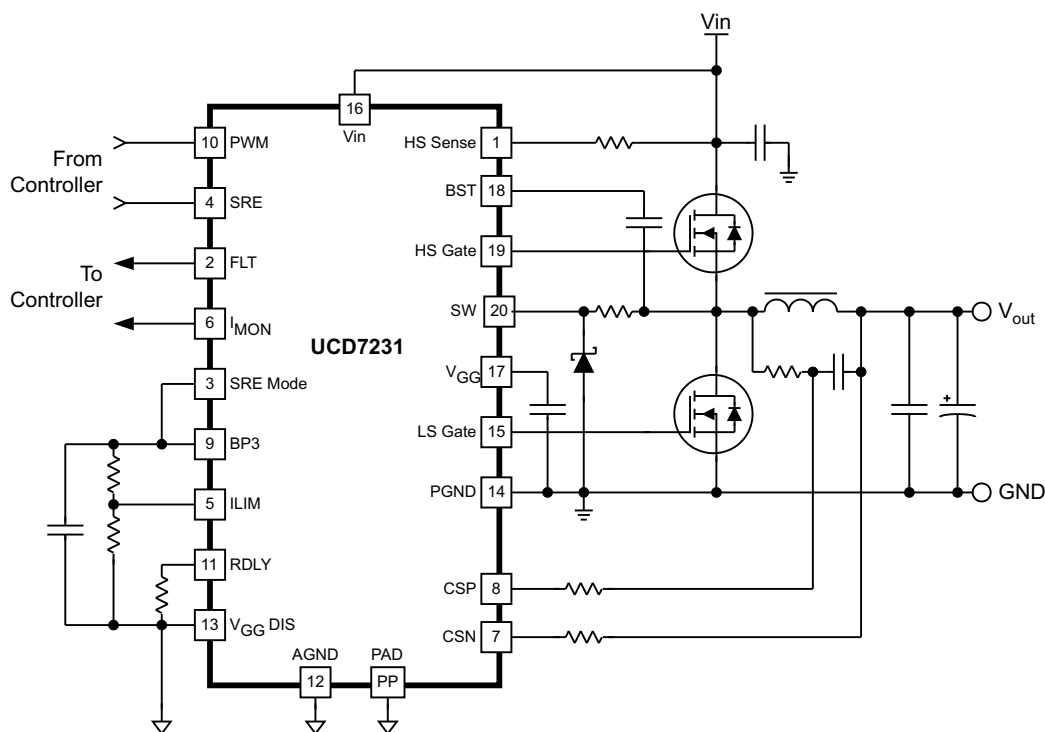 Vin
16
Vin
From
Controller
10 PWM
4 SRE
To
Controller
2 FLT
6 IMON
3 SRE Mode
9 BP3
5 ILIM
11 RDLY
13 VGG DIS
UCD7231
HS Sense 1
BST 18
HS Gate 19
SW 20
VGG 17
LS Gate 15
PGND 14
CSP 8
CSN 7
AGND
12
PAD
PP
+
Vout
GND